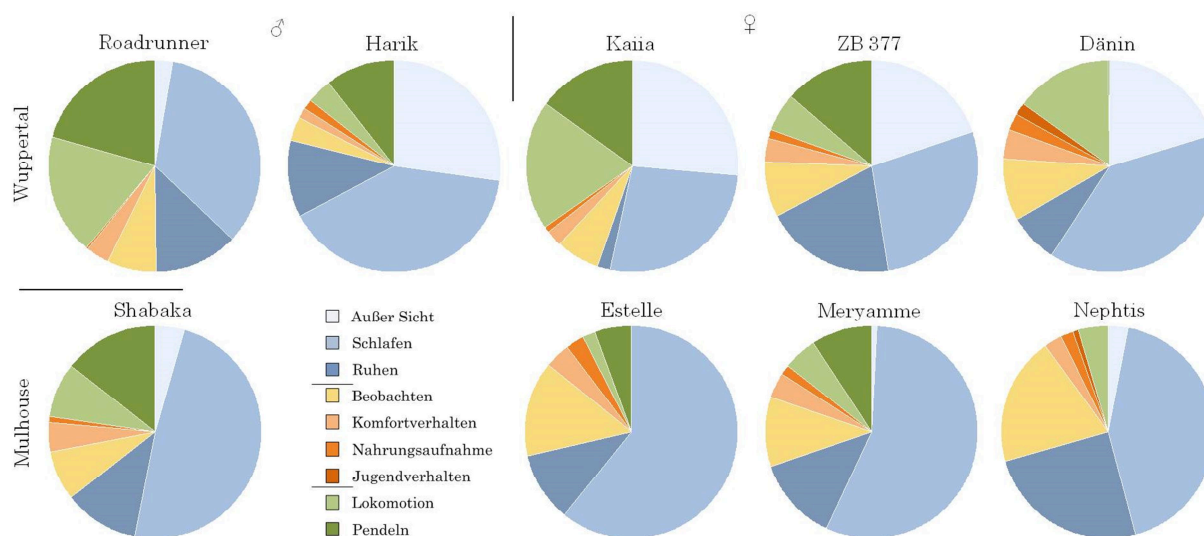 ♂
♀
Roadrunner
Harik
Kaiia
ZB 377
Dänin
Wuppertal
Shabaka
Estelle
Meryamme
Nephtis
Mulhouse
Außer Sicht
Schlafen
Ruhen
Beobachten
Komfortverhalten
Nahrungsaufnahme
Jugendverhalten
Lokomotion
Pendeln